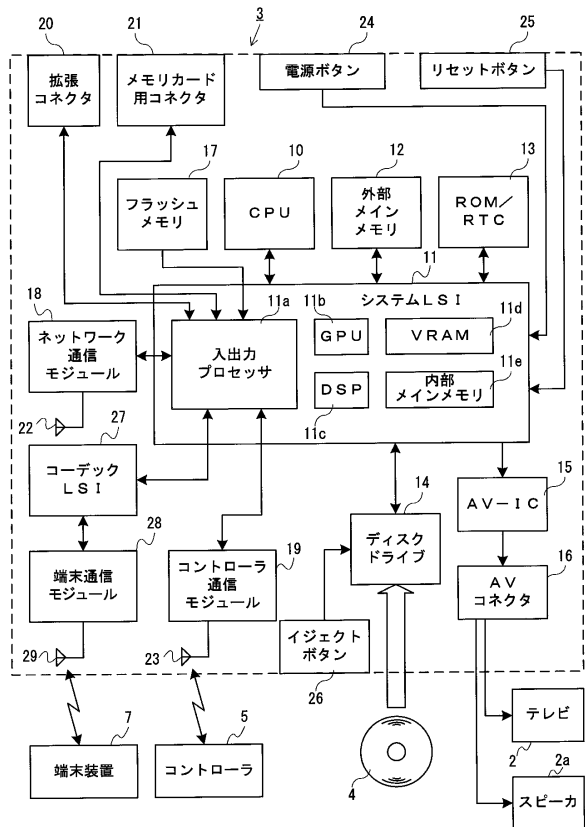 3
20
21
24
25
拡張
コネクタ
メモリカード
用コネクタ
電源ボタン
リセットボタン
17
10
12
13
フラッシュ
メモリ
CPU
外部
メイン
メモリ
ROM/
RTC
11
システムLSI
11a
11b
11d
18
ネットワーク
通信
モジュール
入出力
プロセッサ
GPU
VRAM
11e
DSP
内部
メインメモリ
11c
22
27
コーデック
LSI
14
15
ディスク
ドライブ
AV-IC
28
端末通信
モジュール
19
コントローラ
通信
モジュール
16
AV
コネクタ
29
23
イジェクト
ボタン
26
7
端末装置
5
コントローラ
4
テレビ
2
2a
スピーカ